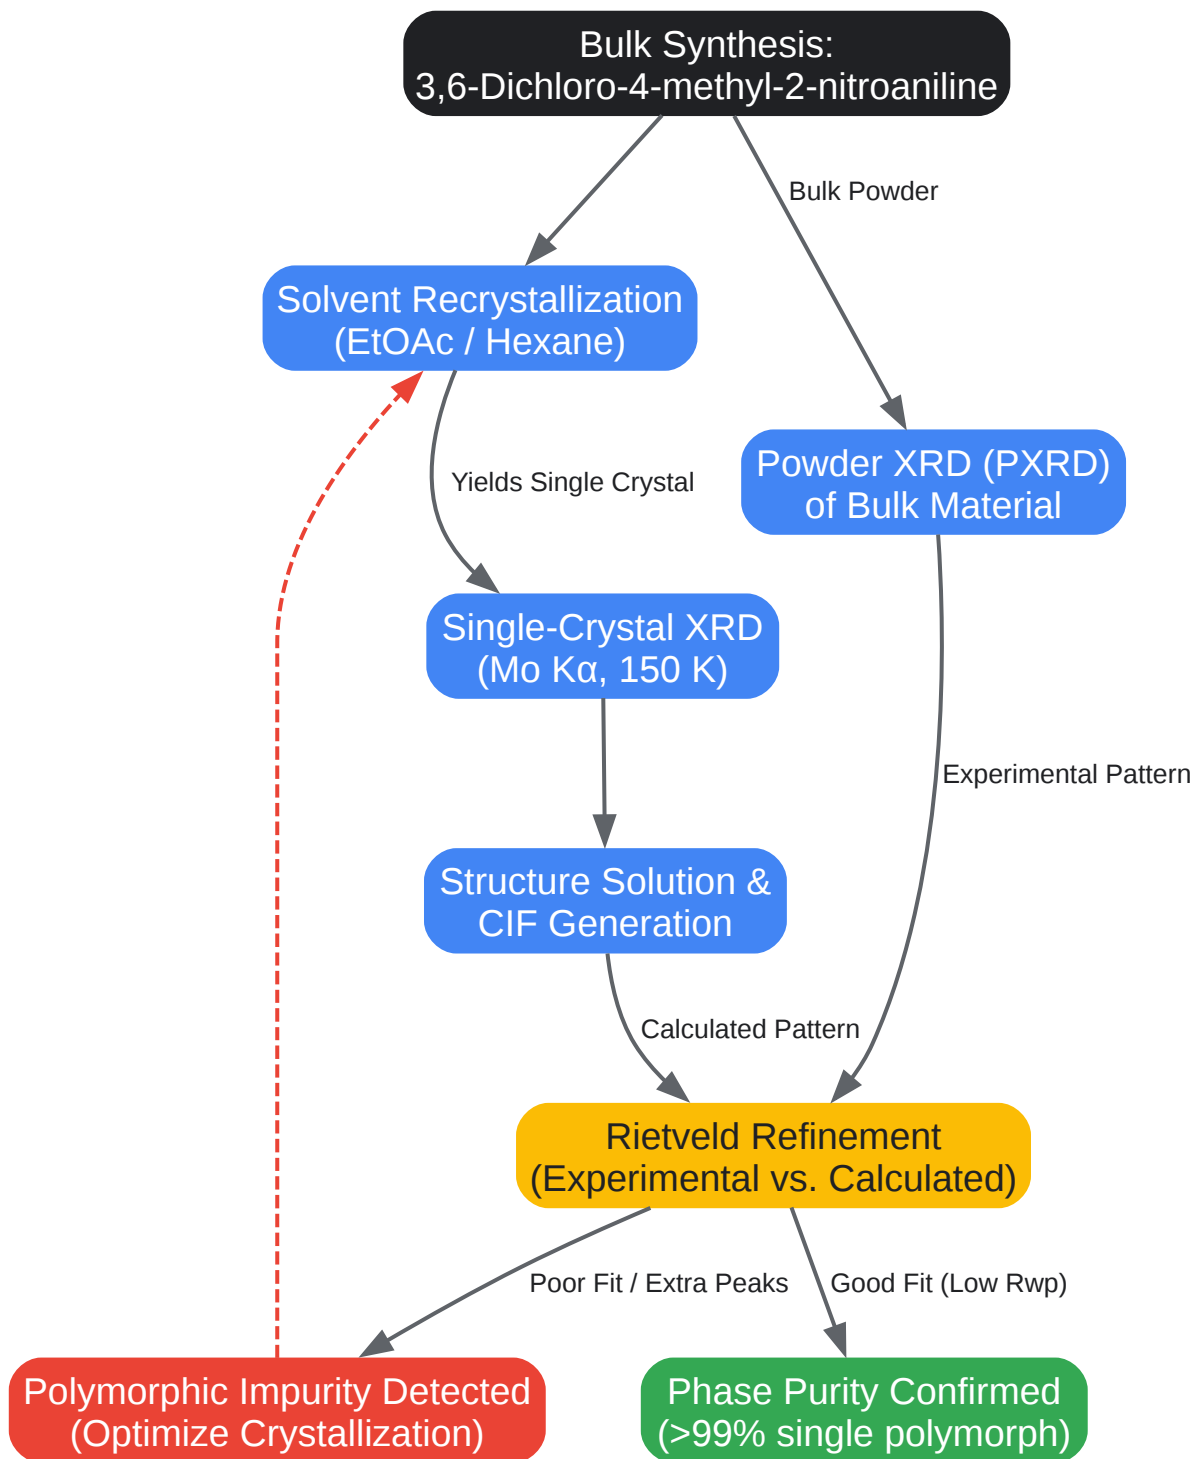 Bulk Synthesis:
3,6-Dichloro-4-methyl-2-nitroaniline
Bulk Powder
Solvent Recrystallization
(EtOAc / Hexane)
Yields Single Crystal
Powder XRD (PXRD)
of Bulk Material
Single-Crystal XRD
(Mo Kα, 150 K)
Experimental Pattern
Structure Solution &
CIF Generation
Calculated Pattern
Rietveld Refinement
(Experimental vs. Calculated)
Poor Fit / Extra Peaks
Good Fit (Low Rwp)
Polymorphic Impurity Detected
(Optimize Crystallization)
Phase Purity Confirmed
(>99% single polymorph)